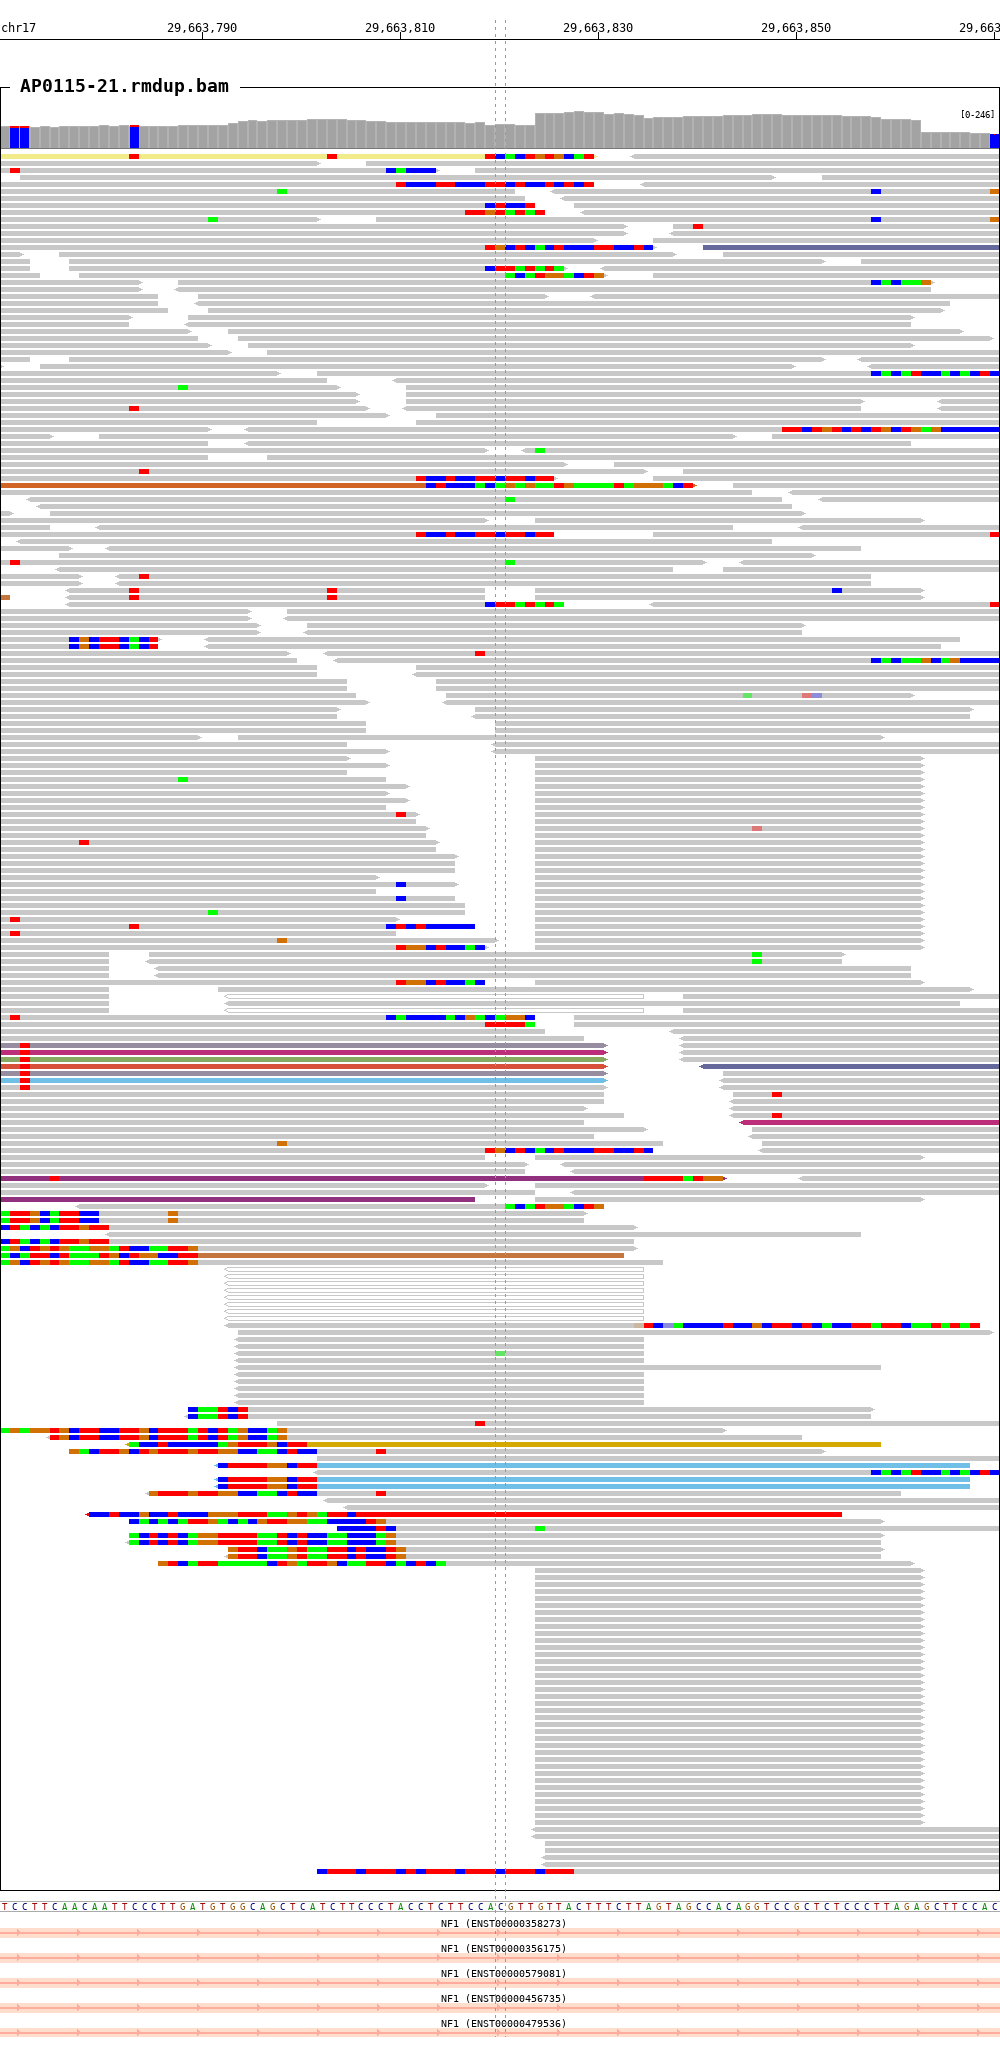 chr17 29,663,790 29,663,810 29,663,830 29,663,850 29,663
AP0115-21.rmdup.bam
[0-246]
TCCTTCAACAATTCCCTTGATGTGGCAGCTCATCTTCCCTACCTCTTCCACGTTGTTACTTTCTTAGTAGCCACAGGTCCGCTCTCCCTTAGAGCTTCCAC
NF1 (ENST00000358273)
NF1 (ENST00000356175)
NF1 (ENST00000579081)
NF1 (ENST00000456735)
NF1 (ENST00000479536)